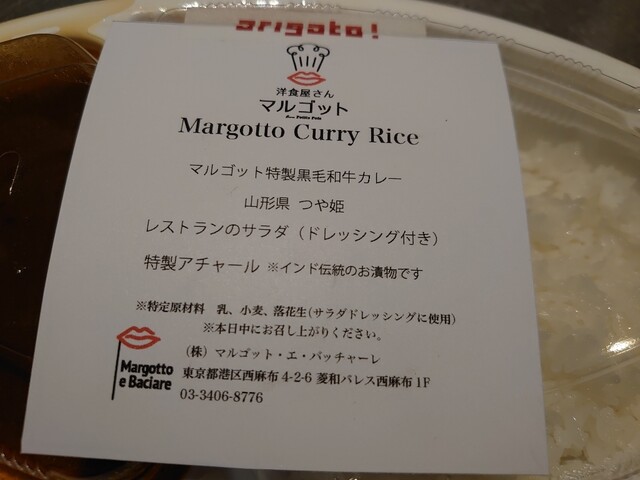 arigato!
洋食屋さん
マルゴット
Margotto Curry Rice
マルゴット特製黒毛和牛カレー
山形県 つや姫
レストランのサラダ（ドレッシング付き）
特製アチャール ※インド伝統のお漬物です
※特定原材料 乳、小麦、落花生(サラダドレッシングに使用)
※本日中にお召し上がりください。
（株）マルゴット・エ・バッチャーレ
Margotto
e Baciare
東京都港区西麻布4-2-6 菱和パレス西麻布1F
03-3406-8776